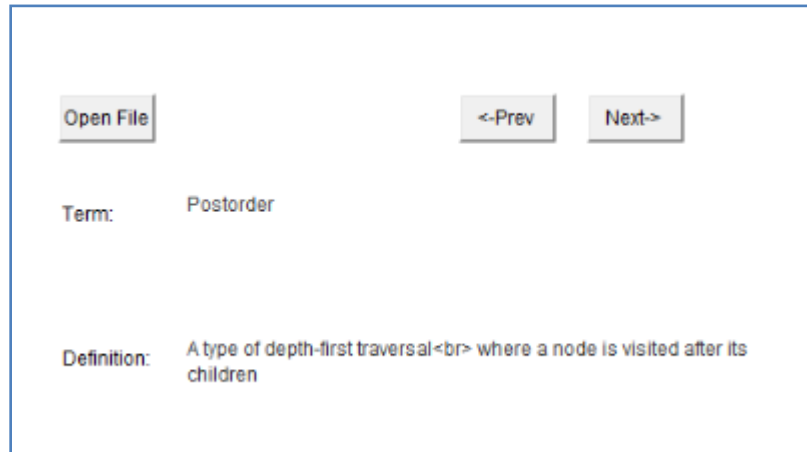 Open File
<-Prev
Next->
Term:
Postorder
Definition:
A type of depth-first traversal<br> where a node is visited after its
children